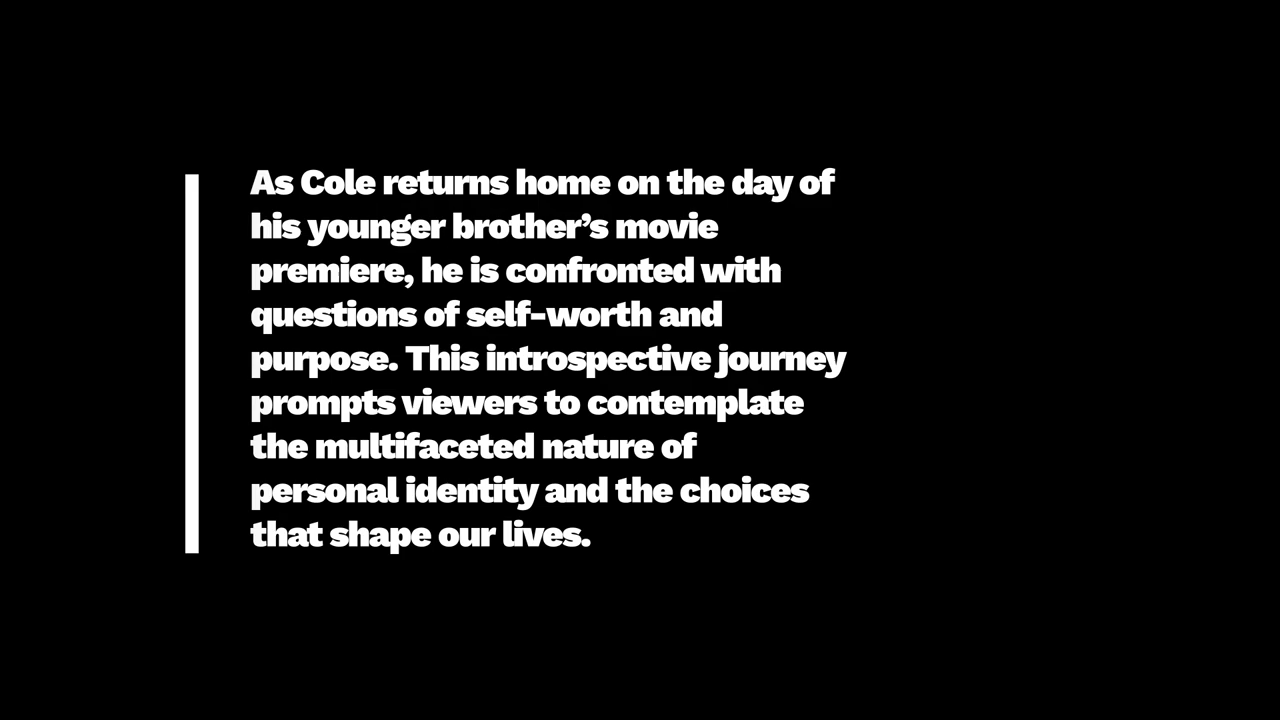 As Cole returns home on the day of
his younger brother’s movie
premiere, he is confronted with
questions of self-worth and
purpose. This introspective journey
prompts viewers to contemplate
the multifaceted nature of
personal identity and the choices
that shape our lives.